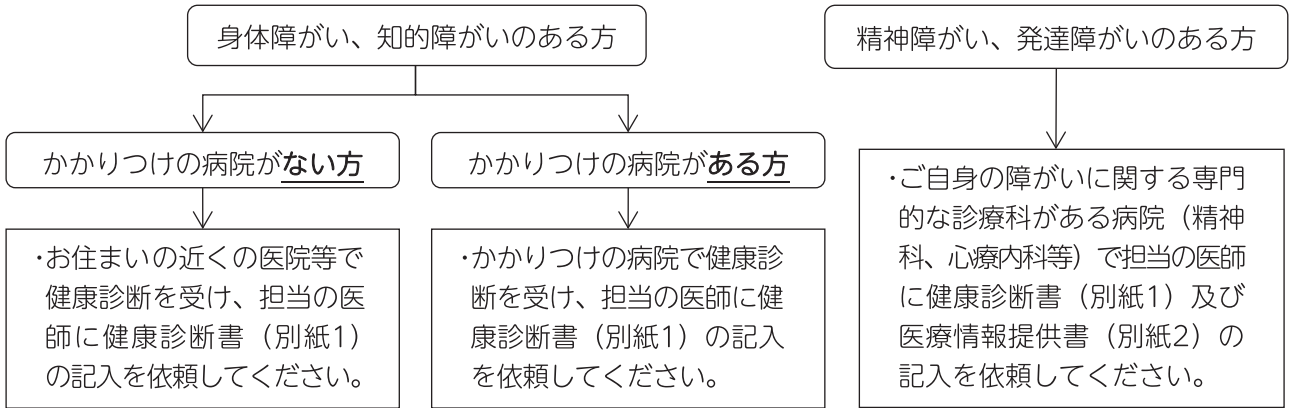 身体障がい、知的障がいのある方
精神障がい、発達障がいのある方
かかりつけの病院がない方
かかりつけの病院がある方
・お住まいの近くの医院等で
健康診断を受け、担当の医
師に健康診断書（別紙1）
の記入を依頼してください。
・かかりつけの病院で健康診
断を受け、担当の医師に健
康診断書（別紙1）の記入
を依頼してください。
・ご自身の障がいに関する専門
的な診療科がある病院（精神
科、心療内科等）で担当の医師
に健康診断書（別紙1）及び
医療情報提供書（別紙2）の
記入を依頼してください。